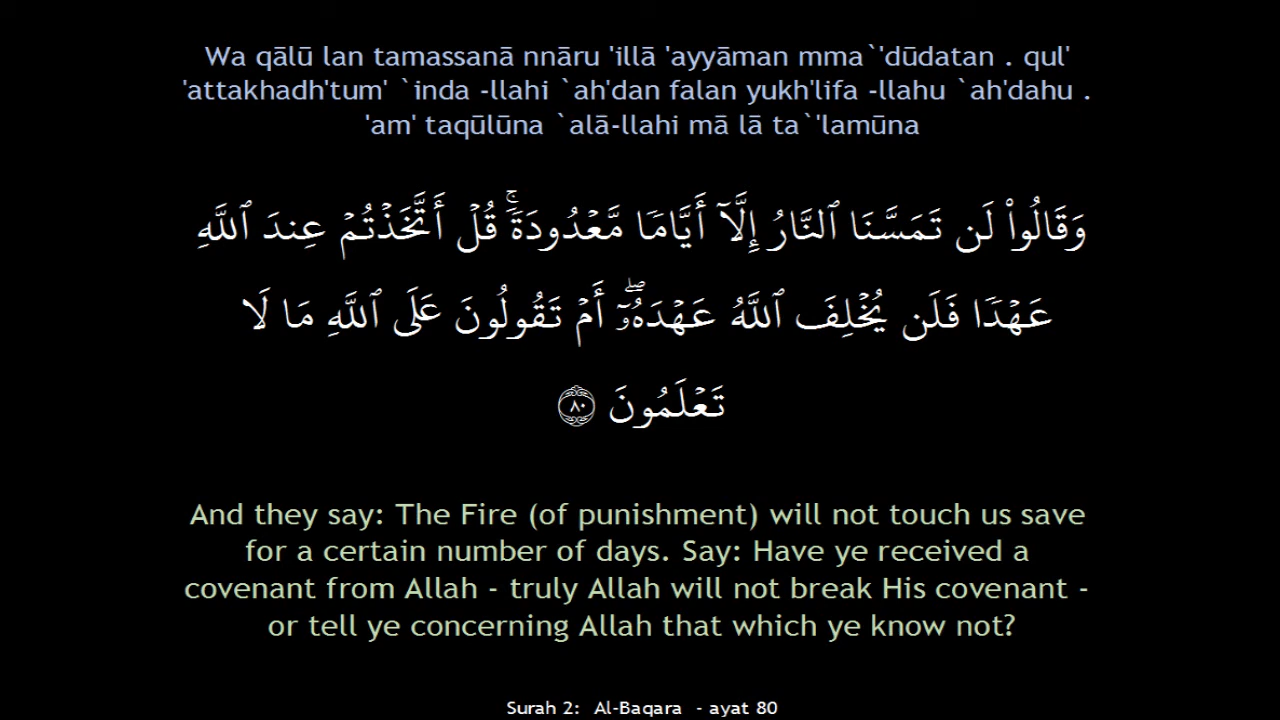 Wa qālū lan tamassanā nnāru 'illā 'ayyāman mma`'dūdatan . qul'
'attakhadh'tum' `inda -llahi `ah'dan falan yukh'lifa -llahu `ah'dahu .
'am' taqūlūna `alā-llahi mā lā ta`'lamūna
وَقَالُوا۟ لَن تَمَسَّنَا ٱلنَّارُ إِلَّآ أَيَّامًۭا مَّعْدُودَةًۭ ۚ قُلْ أَتَّخَذْتُمْ عِندَ ٱللَّهِ
عَهْدًۭا فَلَن يُخْلِفَ ٱللَّهُ عَهْدَهُۥٓ ۖ أَمْ تَقُولُونَ عَلَى ٱللَّهِ مَا لَا
تَعْلَمُونَ ۝٨٠
And they say: The Fire (of punishment) will not touch us save
for a certain number of days. Say: Have ye received a
covenant from Allah - truly Allah will not break His covenant -
or tell ye concerning Allah that which ye know not?
Surah 2: Al-Baqara - ayat 80